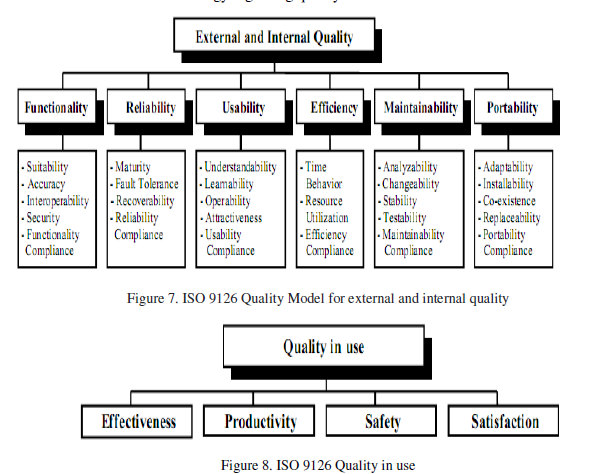 External and Internal Quality
Functionality
Reliability
Usability
Efficiency
Maintainability
Portability
- Suitability
- Accuracy
- Interoperability
- Security
- Functionality
Compliance
- Maturity
- Fault Tolerance
- Recoverability
- Reliability
Compliance
- Understandability
- Learnability
- Operability
- Attractiveness
- Usability
Compliance
- Time
Behavior
- Resource
Utilization
- Efficiency
Compliance
- Analyzability
- Changeability
- Stability
- Testability
- Maintainability
Compliance
- Adaptability
- Installability
- Co-existence
- Replaceability
- Portability
Compliance
Figure 7. ISO 9126 Quality Model for external and internal quality
Quality in use
Effectiveness
Productivity
Safety
Satisfaction
Figure 8. ISO 9126 Quality in use